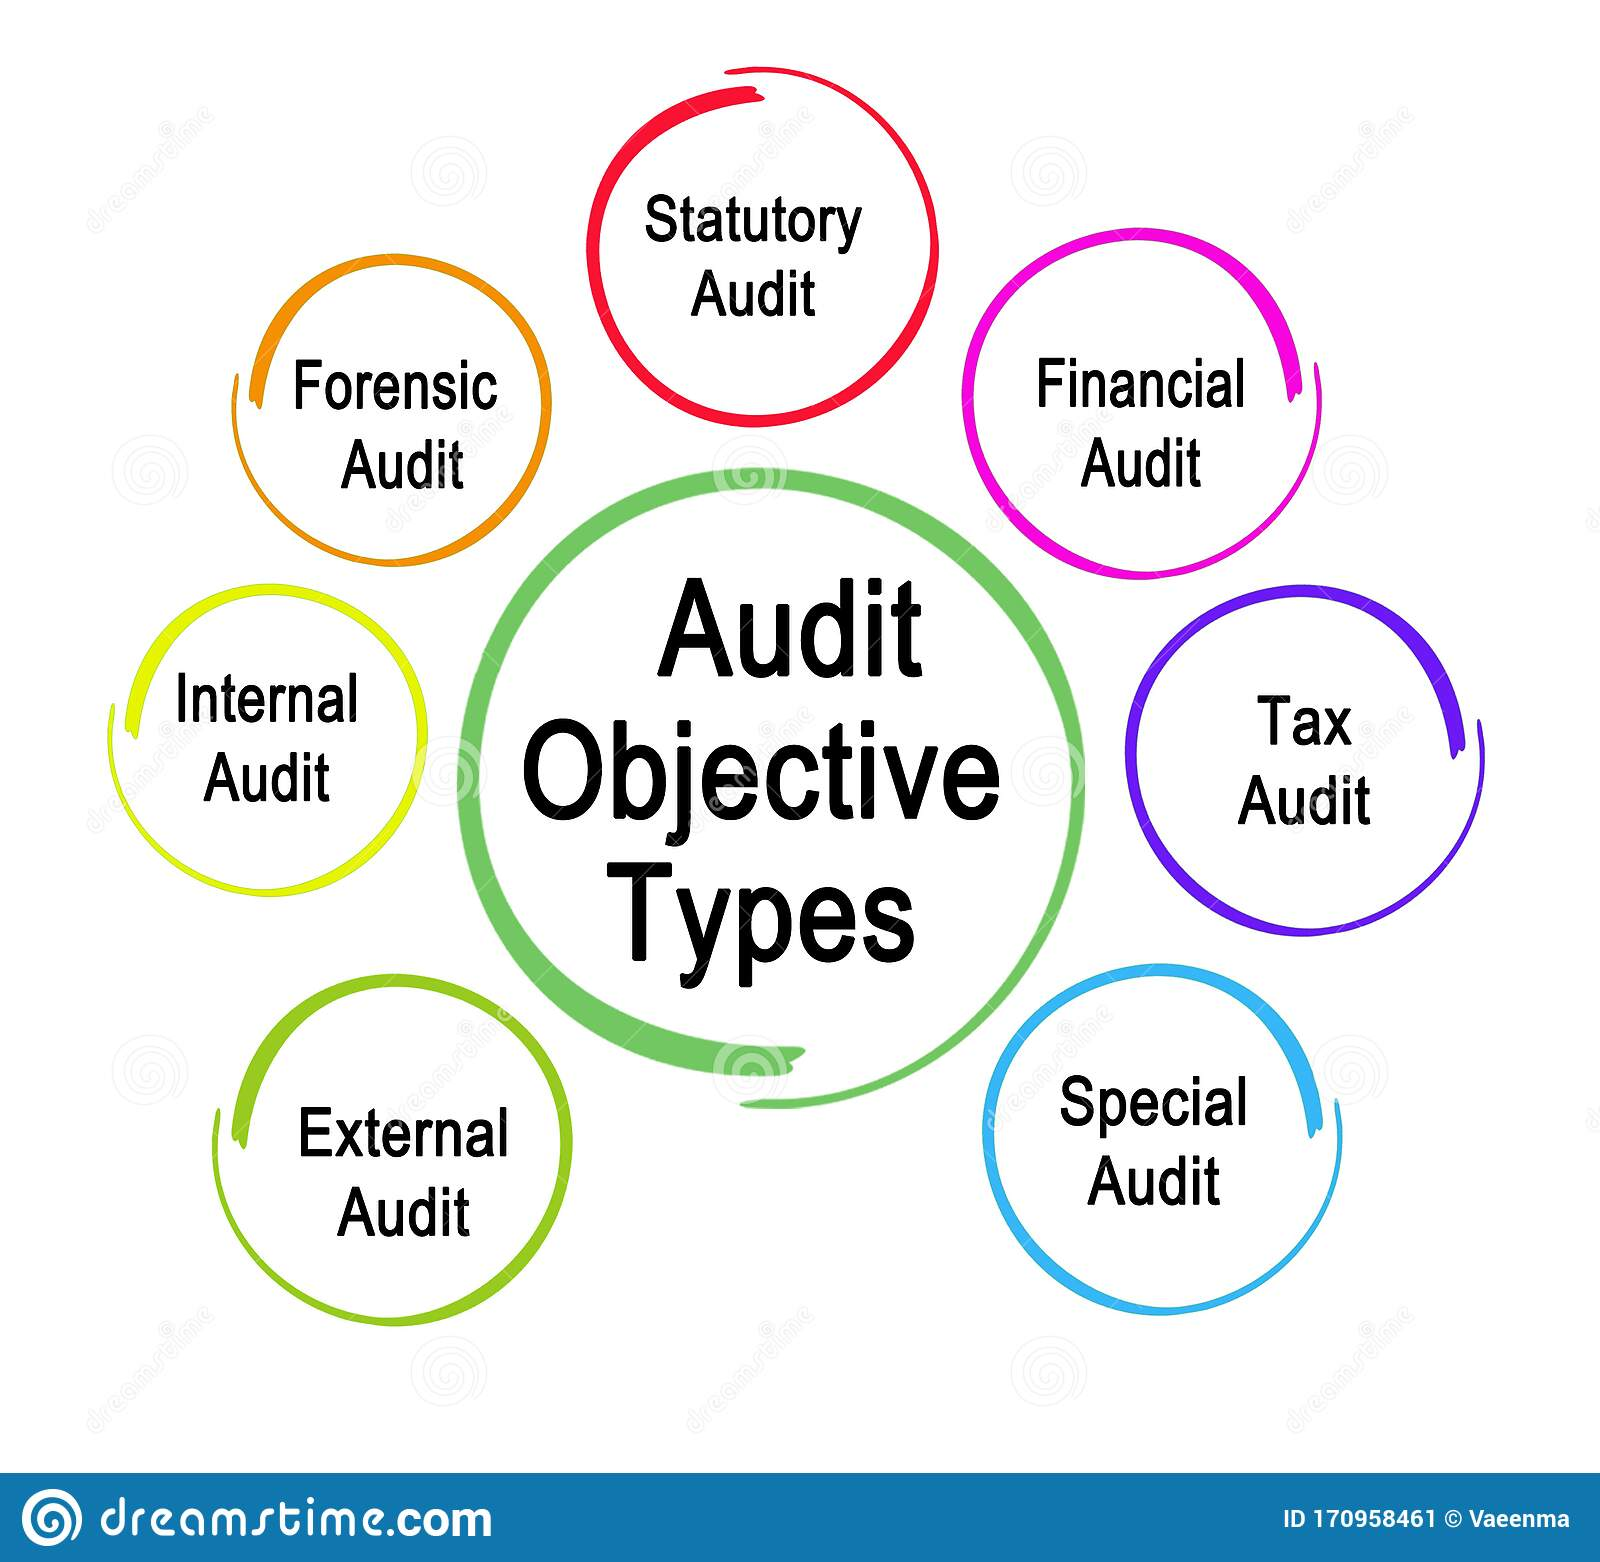 Statutory
Audit
Forensic
Audit
Financial
Audit
Internal
Audit
Audit
Objective
Types
Tax
Audit
External
Audit
Special
Audit
dreamstime.com
ID 170958461 © Vaeenma